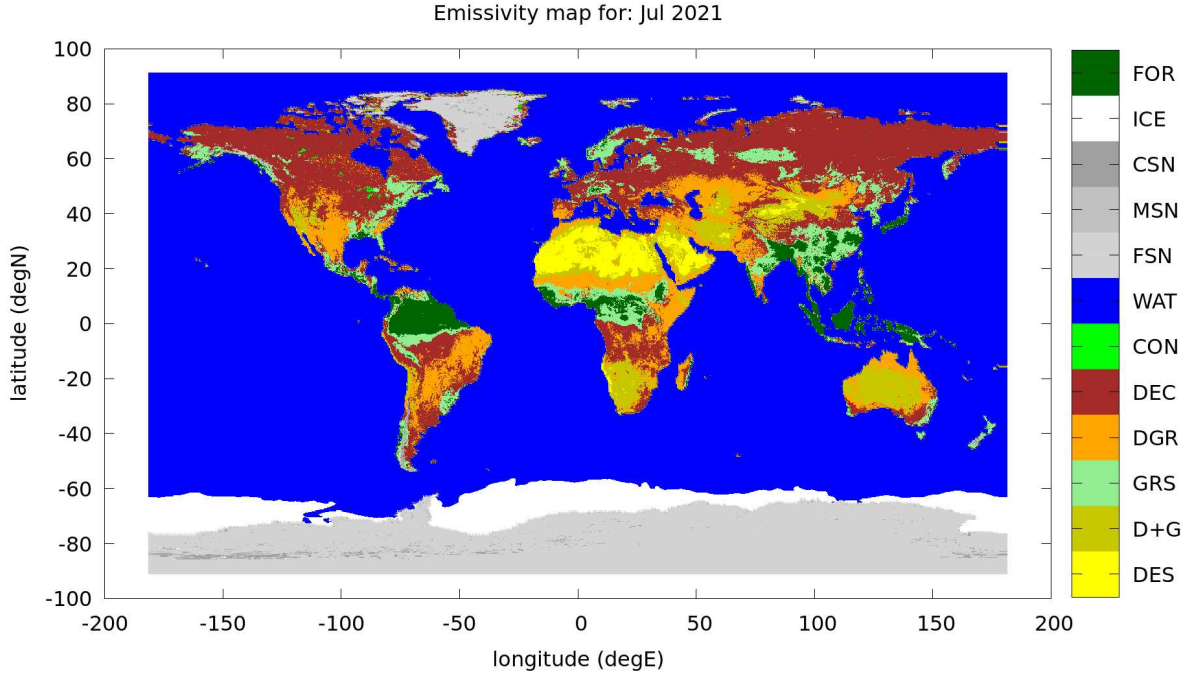 Emissivity map for: Jul 2021
100
80
60
40
20
0
-20
-40
-60
-80
-100
-200
-150
-100
-50
0
50
100
150
200
latitude (degN)
longitude (degE)
FOR
ICE
CSN
MSN
FSN
WAT
CON
DEC
DGR
GRS
D+G
DES